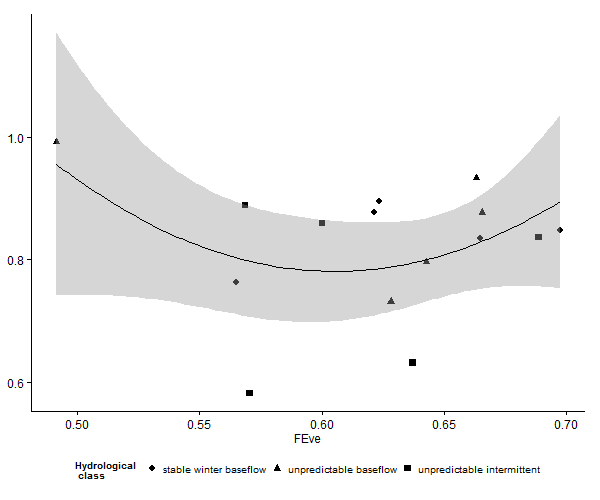 1.0
0.8
0.6
0.50 0.55 0.60 0.65 0.70
FEve
Hydrological
class
stable winter baseflow unpredictable baseflow unpredictable intermittent